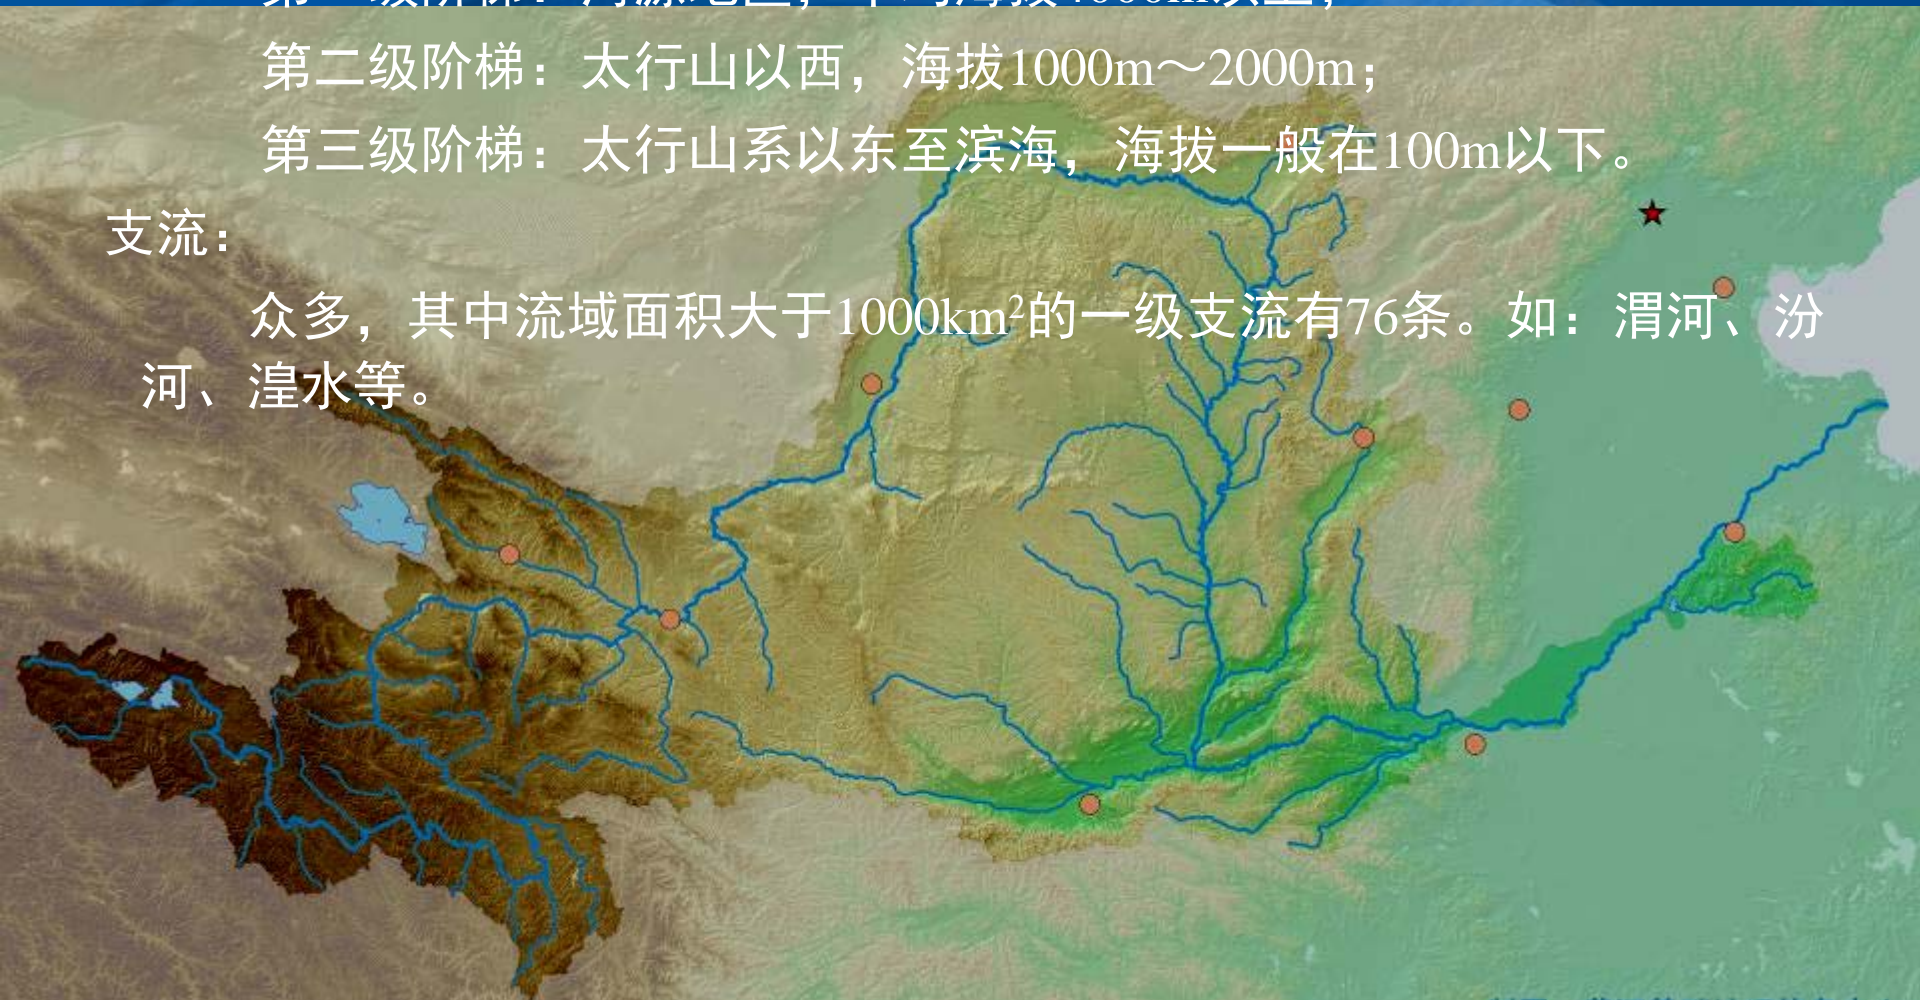 第二级阶梯：太行山以西，海拔1000m～2000m；
第三级阶梯：太行山系以东至滨海，海拔一般在100m以下。
支流：
众多，其中流域面积大于1000km²的一级支流有76条。如：渭河、汾
河、湟水等。